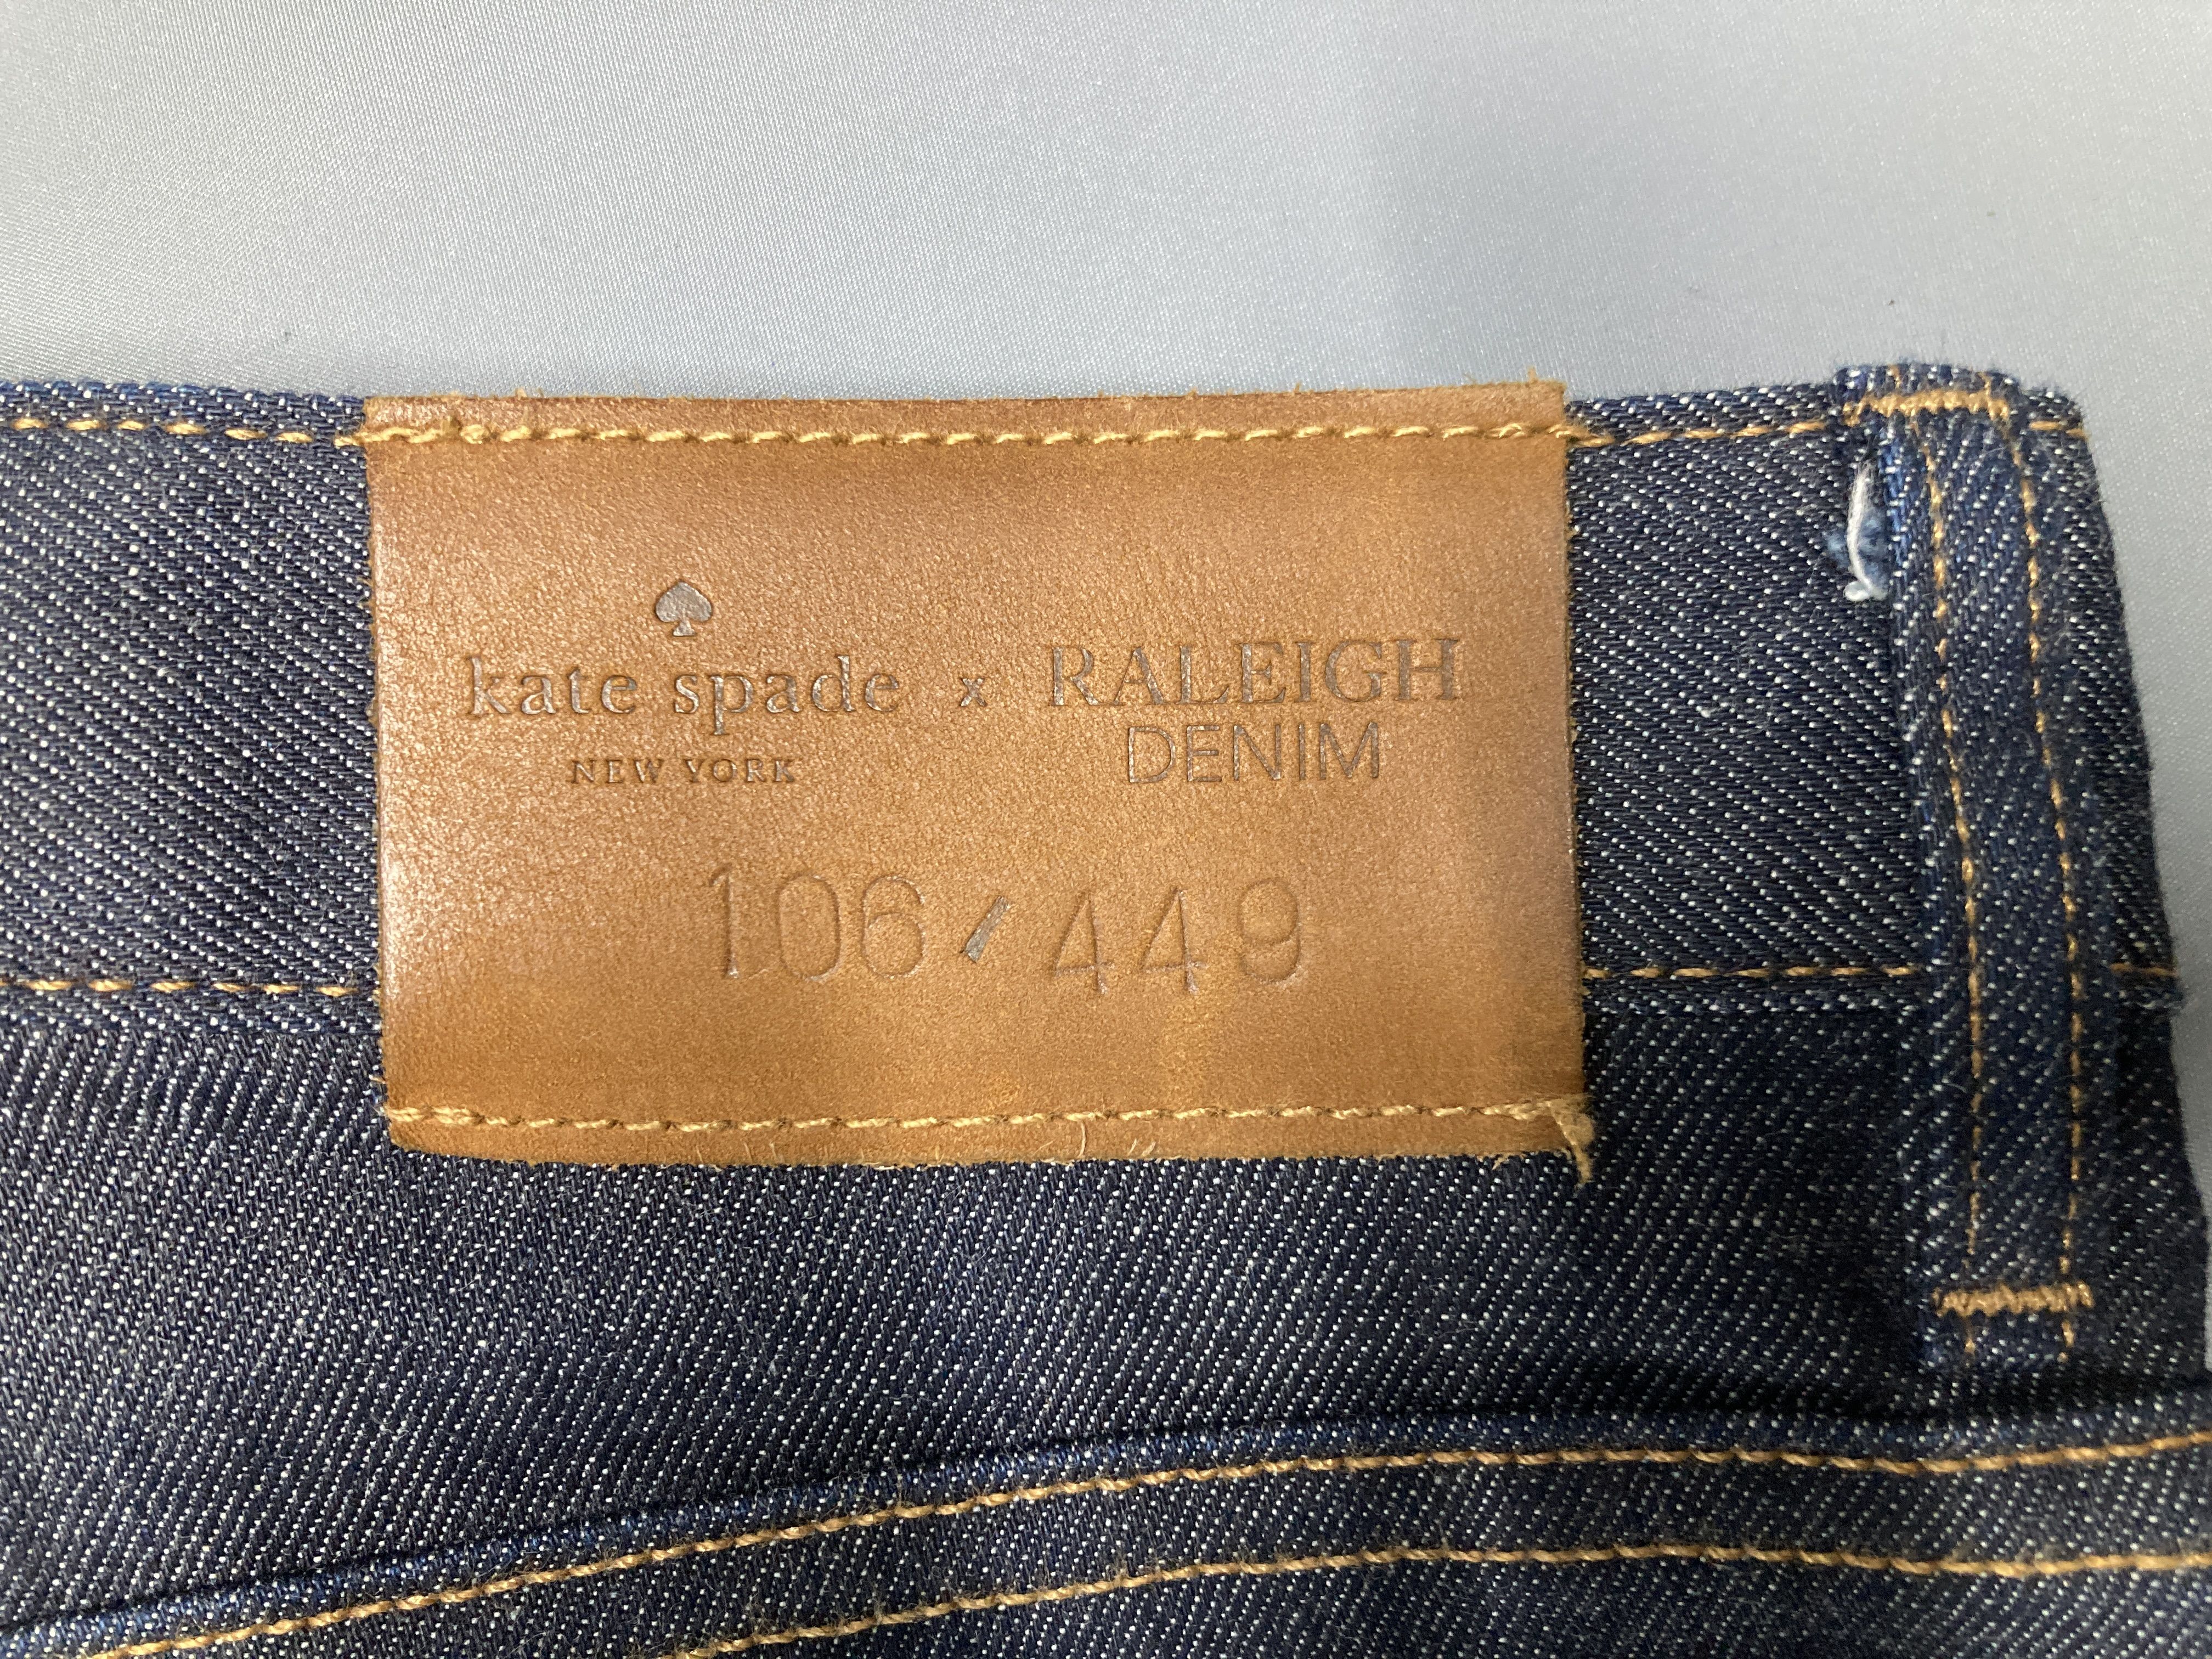 kate spade x RALEIGH
NEW YORK DENIM
106/449